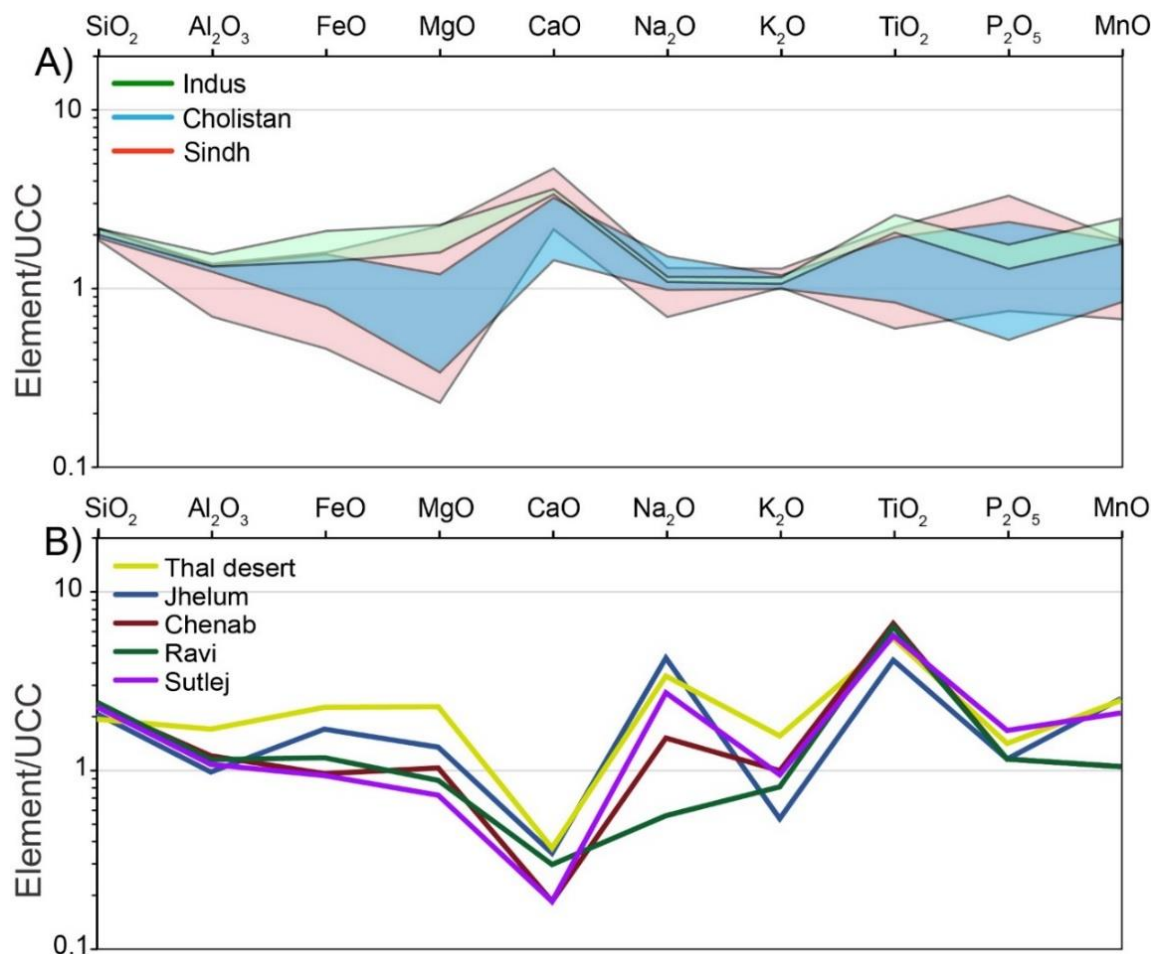 SiO₂ Al₂O₃ FeO MgO CaO Na₂O K₂O TiO₂ P₂O₅ MnO
A)
Indus
Cholistan
Sindh
10
1
0.1
Element/UCC
SiO₂ Al₂O₃ FeO MgO CaO Na₂O K₂O TiO₂ P₂O₅ MnO
B)
Thal desert
Jhelum
Chenab
Ravi
Sutlej
10
1
0.1
Element/UCC